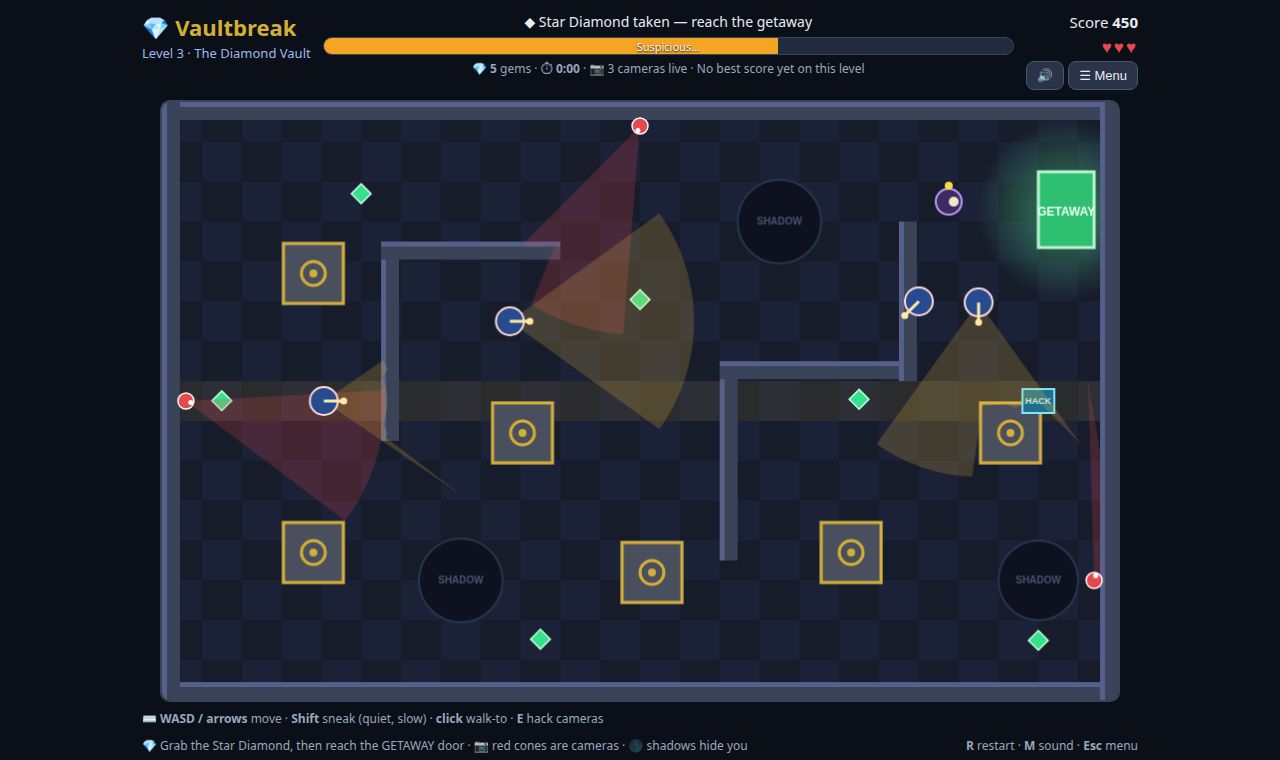 💎 Vaultbreak
Level 3 · The Diamond Vault
◆ Star Diamond taken — reach the getaway
Suspicious...
💎 5 gems · ⏱ 0:00 · 📷 3 cameras live · No best score yet on this level
Score 450
♥♥♥
🔊 ☰ Menu
SHADOW
GETAWAY
HACK
SHADOW
SHADOW
⌨️ WASD / arrows move · Shift sneak (quiet, slow) · click walk-to · E hack cameras
💎 Grab the Star Diamond, then reach the GETAWAY door · 📷 red cones are cameras · 🌑 shadows hide you
R restart · M sound · Esc menu